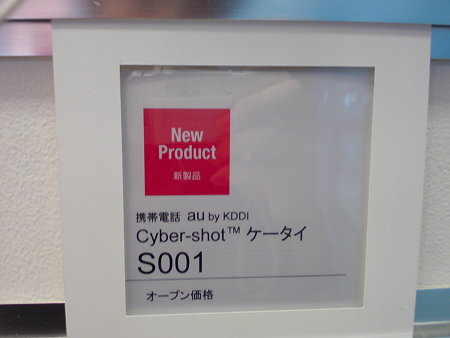 New
Product
新製品
携帯電話 au by KDDI
Cyber-shot™ ケータイ
S001
オープン価格